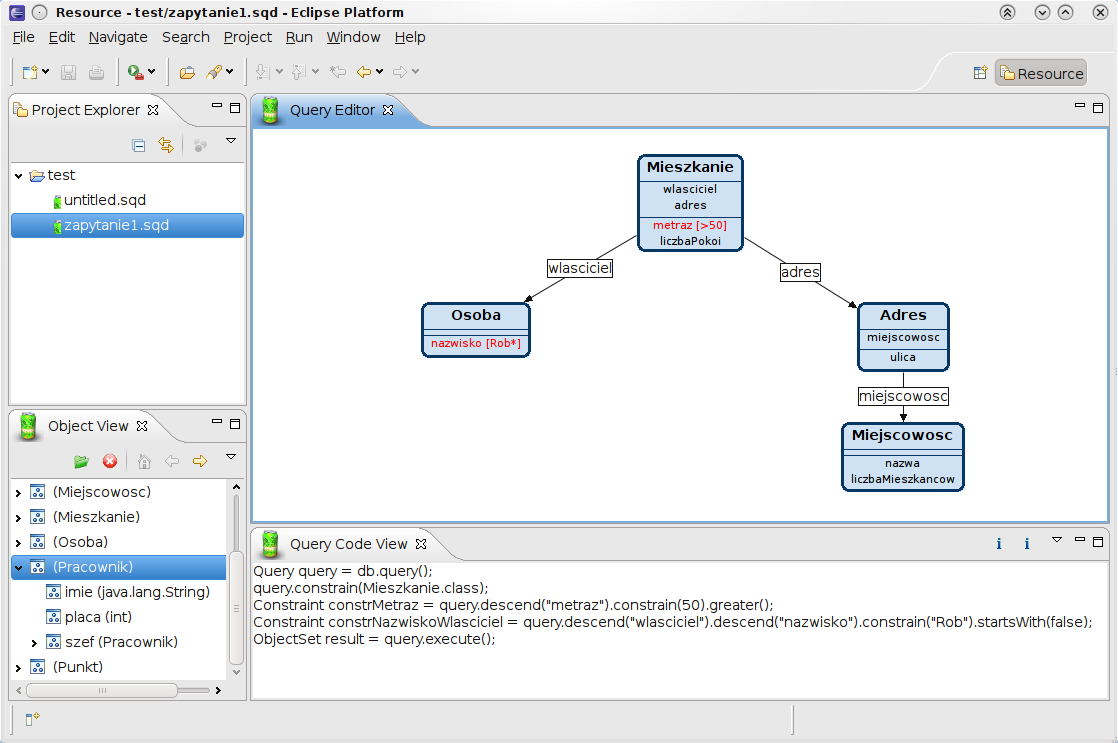 Resource - test/zapytanie1.sqd - Eclipse Platform
File Edit Navigate Search Project Run Window Help
Resource
Project Explorer
test
untitled.sqd
zapytanie1.sqd
Query Editor
Mieszkanie
wlasciciel
adres
metraz [>50]
liczbaPokoi
wlasciciel
adres
Osoba
nazwisko [Rob*]
Adres
miejscowosc
ulica
miejscowosc
Miejscowosc
nazwa
liczbaMieszkancow
Object View
(Miejscowosc)
(Mieszkanie)
(Osoba)
(Pracownik)
imie (java.lang.String)
placa (int)
szef (Pracownik)
(Punkt)
Query Code View
i i
Query query = db.query();
query.constrain(Mieszkanie.class);
Constraint constrMetraz = query.descend("metraz").constrain(50).greater();
Constraint constrNazwiskoWlasciciel = query.descend("wlasciciel").descend("nazwisko").constrain("Rob").startsWith(false);
ObjectSet result = query.execute();